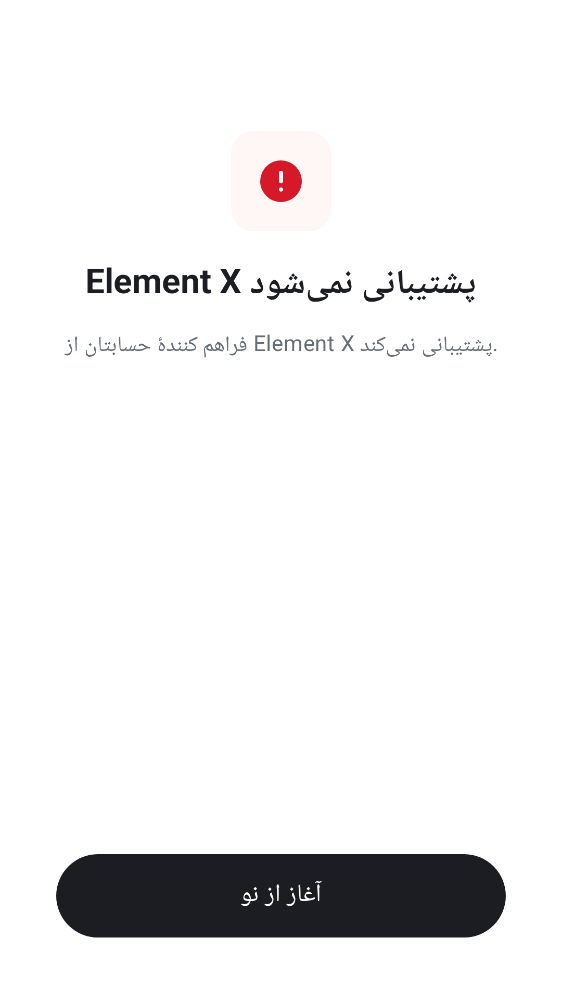 Element X پشتیبانی نمی‌شود
فراهم کنندهٔ حسابتان از Element X پشتیبانی نمی‌کند.
آغاز از نو